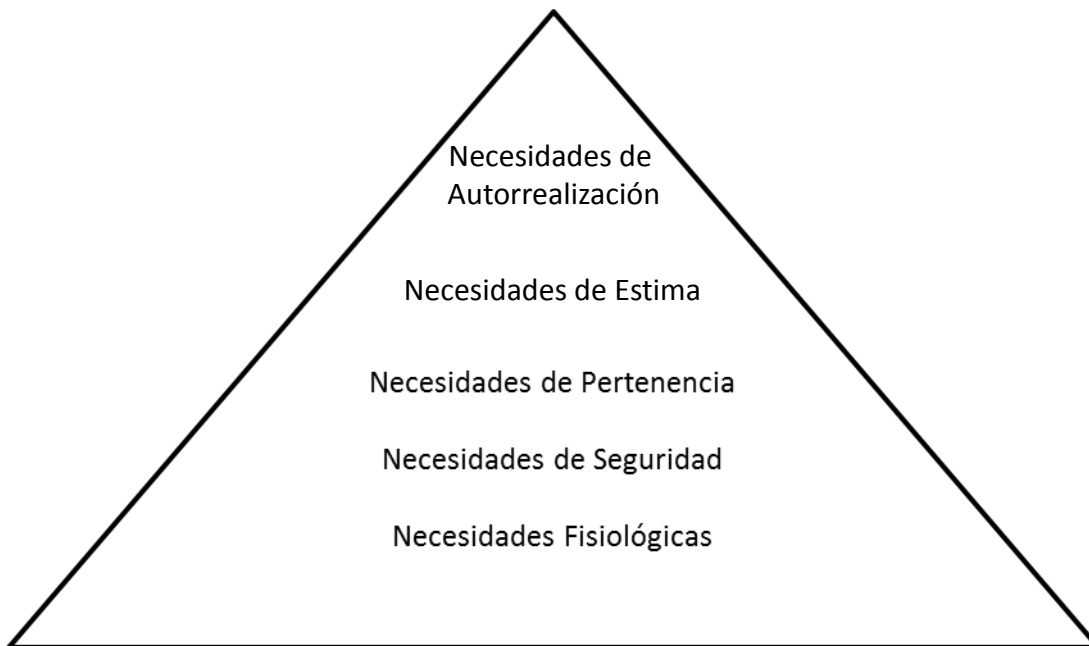 Necesidades de
Autorrealización
Necesidades de Estima
Necesidades de Pertenencia
Necesidades de Seguridad
Necesidades Fisiológicas